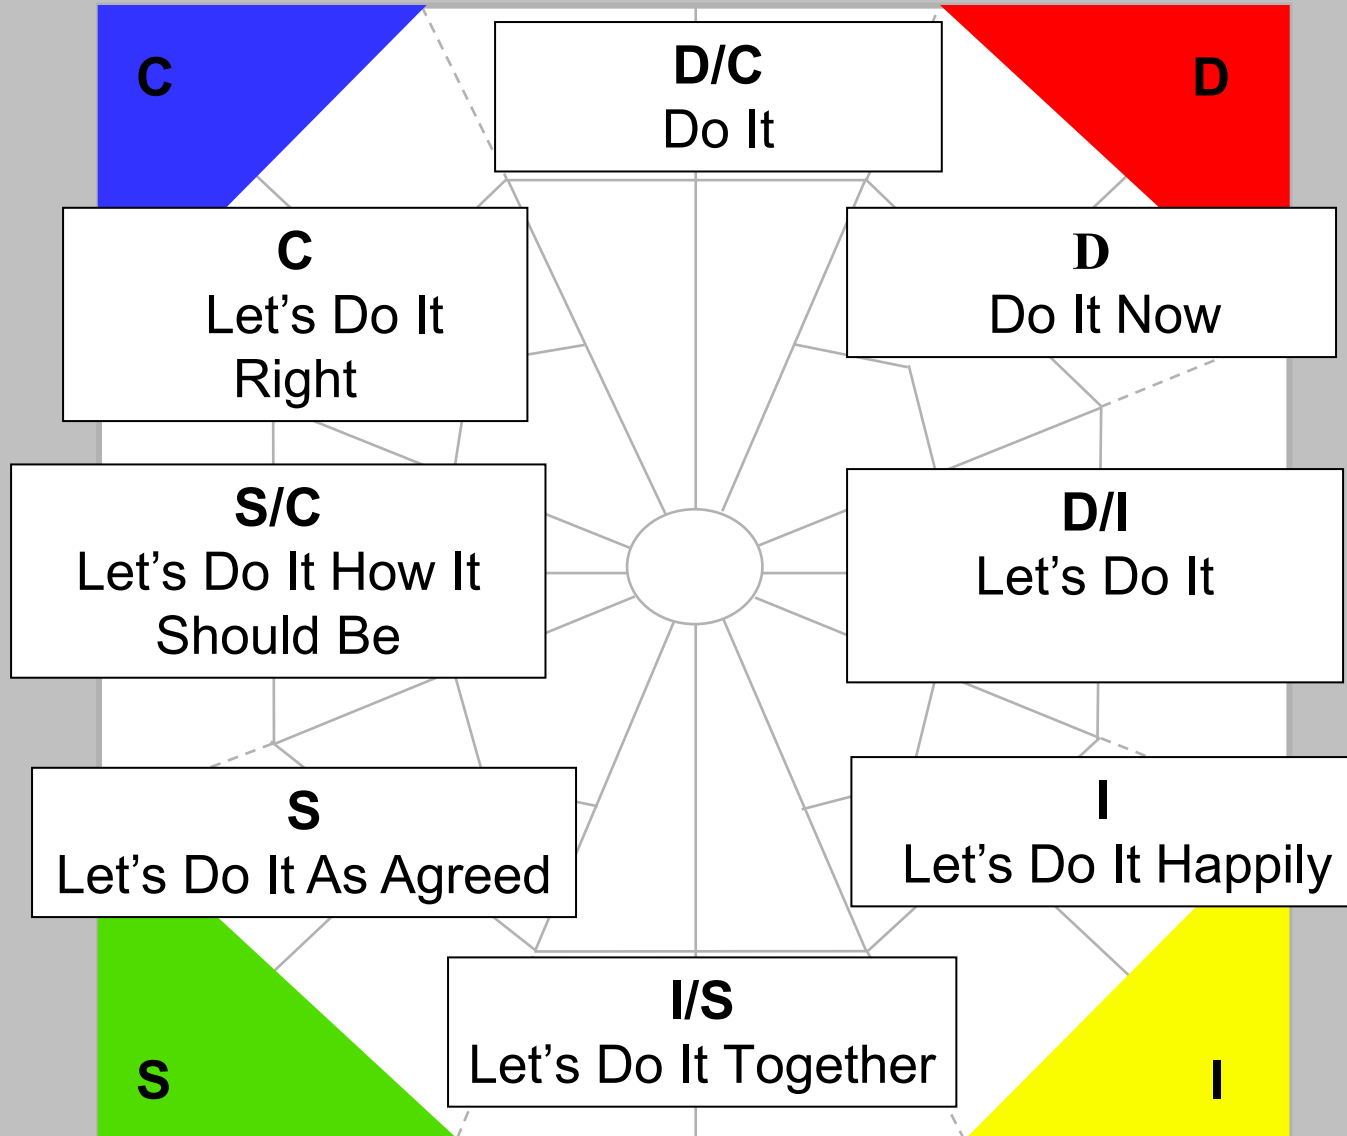 C
D
D/C
Do It
C
Let’s Do It
Right
D
Do It Now
S/C
Let’s Do It How It
Should Be
D/I
Let’s Do It
S
Let’s Do It As Agreed
I
Let’s Do It Happily
I/S
Let’s Do It Together
S
I